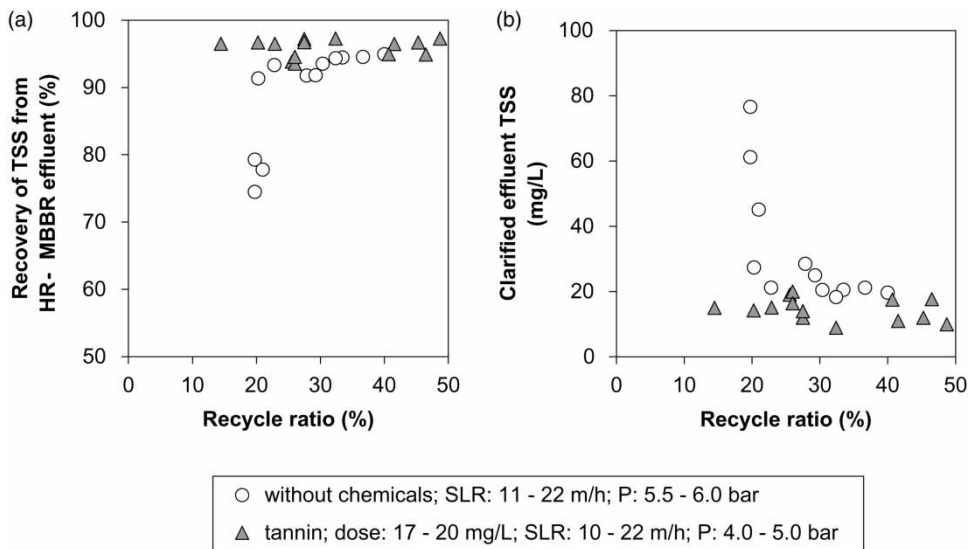 (a)
100
90
80
70
60
50
Recovery of TSS from
HR- MBBR effluent (%)
0 10 20 30 40 50
Recycle ratio (%)
(b)
100
80
60
40
20
0
Clarified effluent TSS
(mg/L)
0 10 20 30 40 50
Recycle ratio (%)
without chemicals; SLR: 11 - 22 m/h; P: 5.5 - 6.0 bar
tannin; dose: 17 - 20 mg/L; SLR: 10 - 22 m/h; P: 4.0 - 5.0 bar